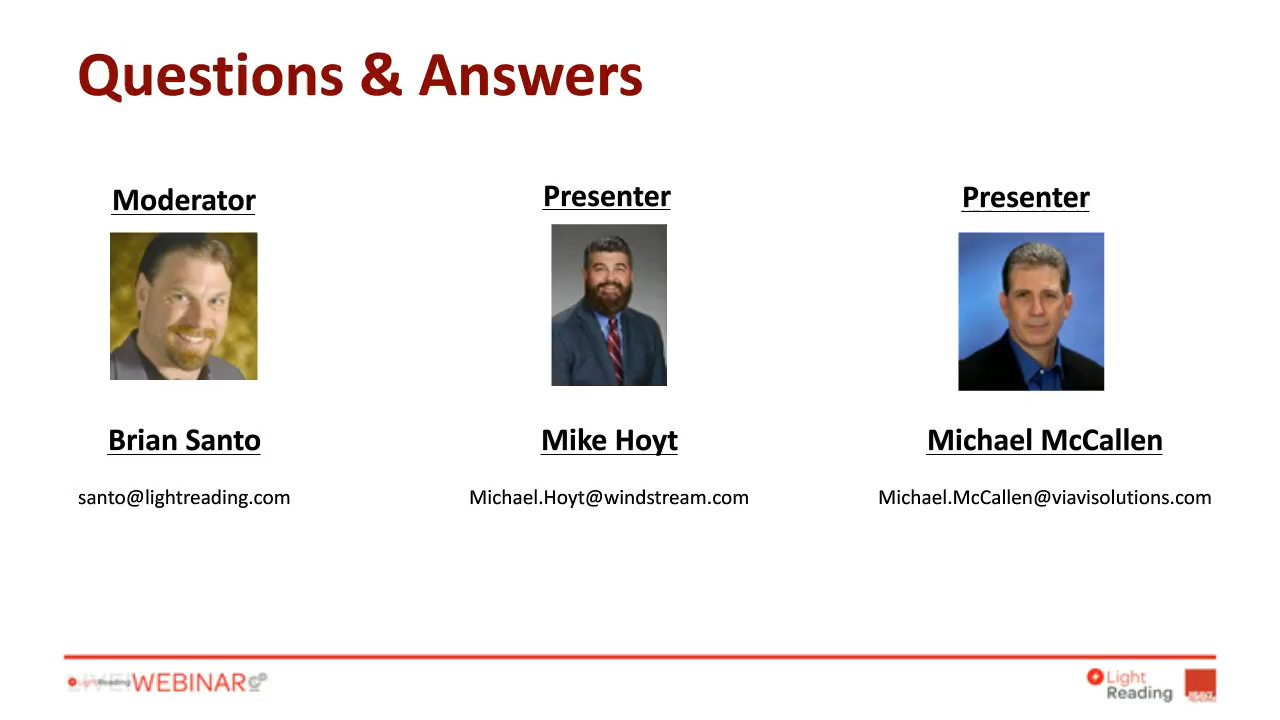 Questions & Answers
Moderator
Presenter
Presenter
Brian Santo
Mike Hoyt
Michael McCallen
santo@lightreading.com
Michael.Hoyt@windstream.com
Michael.McCallen@viavisolutions.com
LightReading WEBINAR
Light
Reading